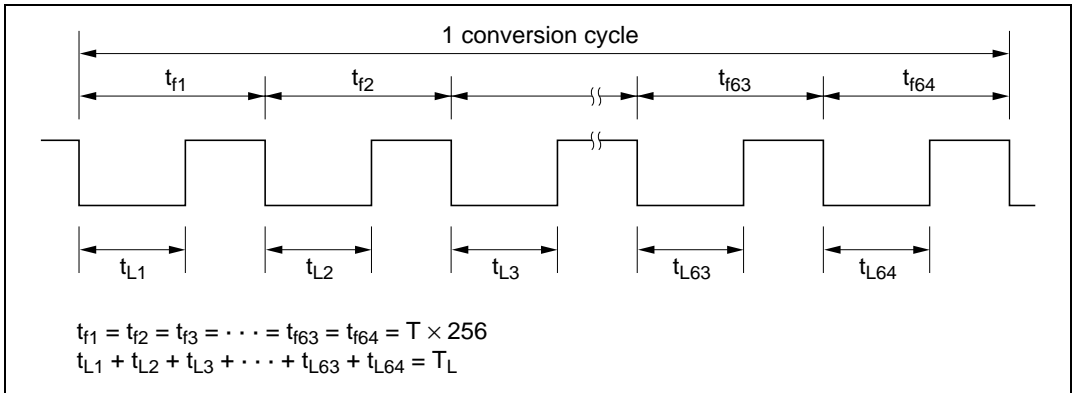 1 conversion cycle
tf1 tf2 tf63 tf64
tL1 tL2 tL3 tL63 tL64
tf1 = tf2 = tf3 = · · · = tf63 = tf64 = T × 256
tL1 + tL2 + tL3 + · · · + tL63 + tL64 = TL